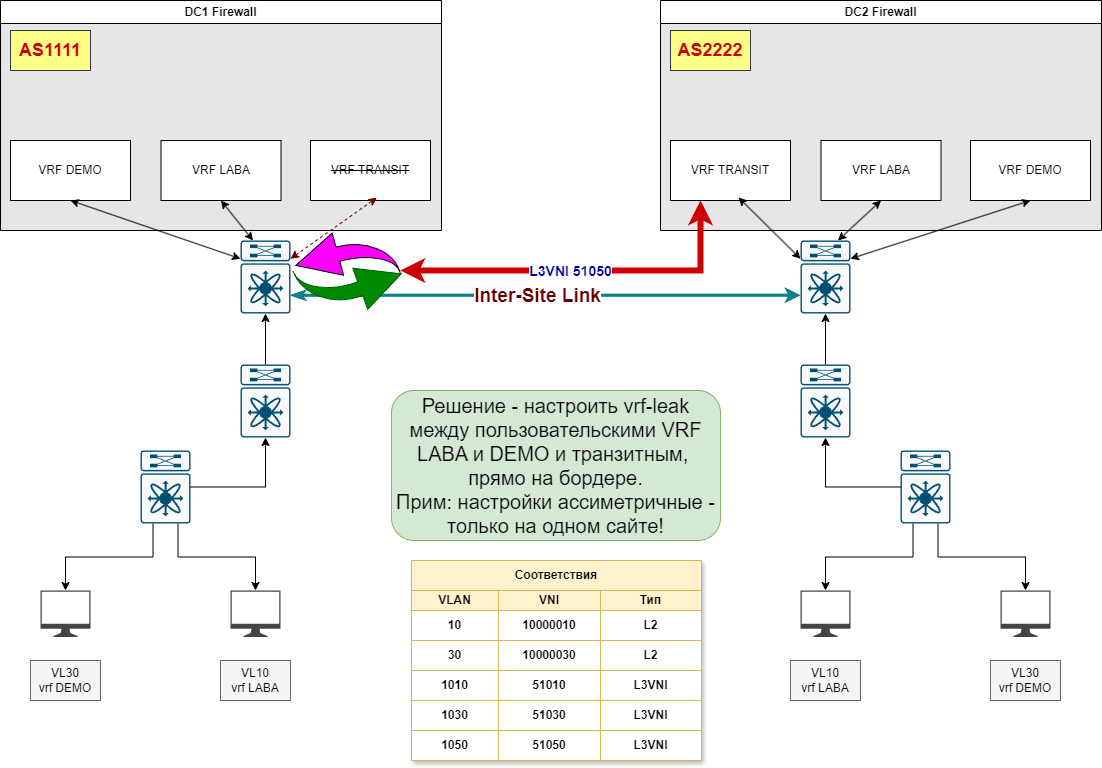 DC1 Firewall
DC2 Firewall
AS1111
AS2222
VRF DEMO
VRF LABA
VRF TRANSIT
VRF TRANSIT
VRF LABA
VRF DEMO
L3VNI 51050
Inter-Site Link
Решение - настроить vrf-leak
между пользовательскими VRF
LABA и DEMO и транзитным,
прямо на бордере.
Прим: настройки ассиметричные -
только на одном сайте!
Соответствия
VLAN VNI Тип
10 10000010 L2
30 10000030 L2
1010 51010 L3VNI
1030 51030 L3VNI
1050 51050 L3VNI
VL30
vrf DEMO
VL10
vrf LABA
VL10
vrf LABA
VL30
vrf DEMO